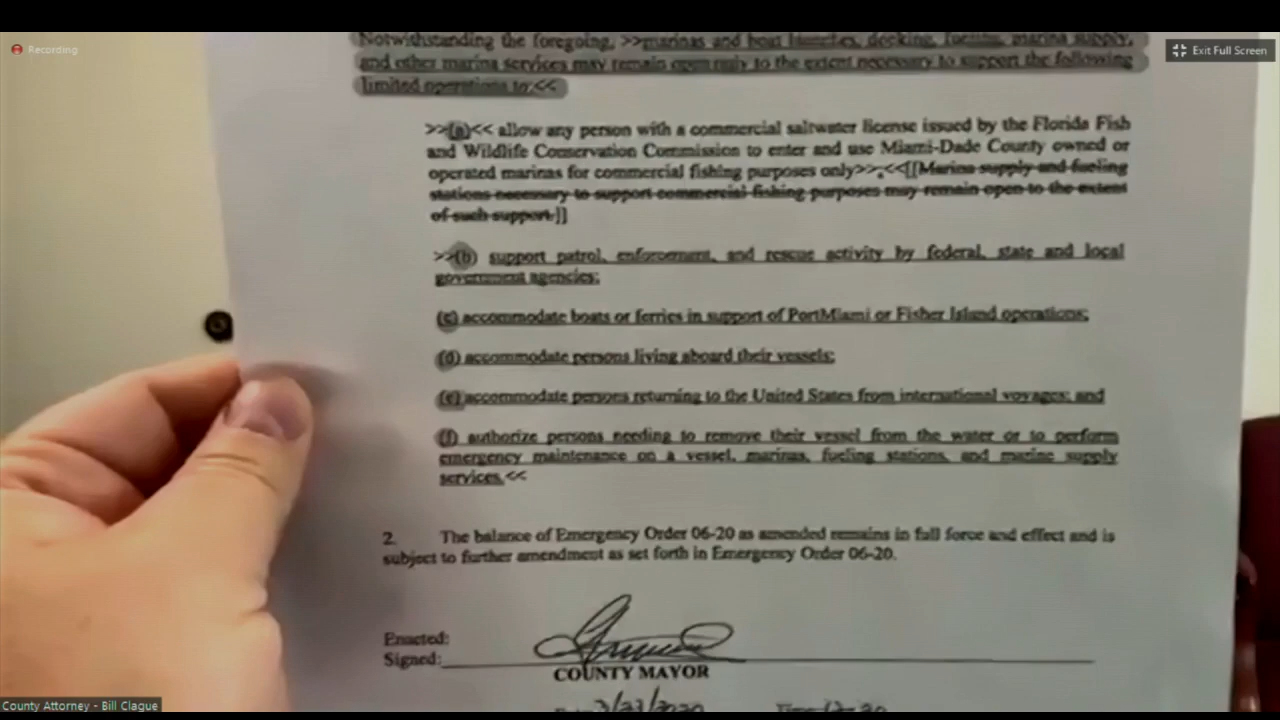 Recording
Exit Full Screen
Notwithstanding the foregoing, >>marinas and boat launches, docking, fueling, marina supply,
and other marina services may remain open only to the extent necessary to support the following
limited operations to:<<
>>(a)<< allow any person with a commercial saltwater license issued by the Florida Fish
and Wildlife Conservation Commission to enter and use Miami-Dade County owned or
operated marinas for commercial fishing purposes only>>;<<[[Marina supply and fueling
stations necessary to support commercial fishing purposes may remain open to the extent
of such support.]]
>>(b) support patrol, enforcement, and rescue activity by federal, state and local
government agencies;
(c) accommodate boats or ferries in support of PortMiami or Fisher Island operations;
(d) accommodate persons living aboard their vessels;
(e) accommodate persons returning to the United States from international voyages; and
(f) authorize persons needing to remove their vessel from the water or to perform
emergency maintenance on a vessel, marinas, fueling stations, and marine supply
services.<<
2. The balance of Emergency Order 06-20 as amended remains in full force and effect and is
subject to further amendment as set forth in Emergency Order 06-20.
Enacted:
Signed:
COUNTY MAYOR
County Attorney - Bill Clague